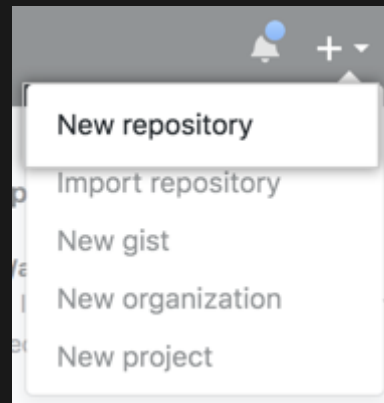 New repository
Import repository
New gist
New organization
New project